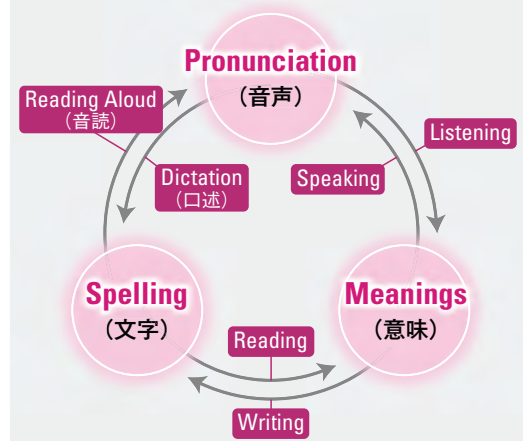 Pronunciation
(音声)
Reading Aloud
(音読)
Listening
Dictation
(口述)
Speaking
Spelling
(文字)
Meanings
(意味)
Reading
Writing